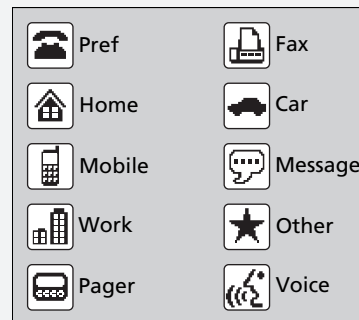 Pref
Fax
Home
Car
Mobile
Message
Work
Other
Pager
Voice